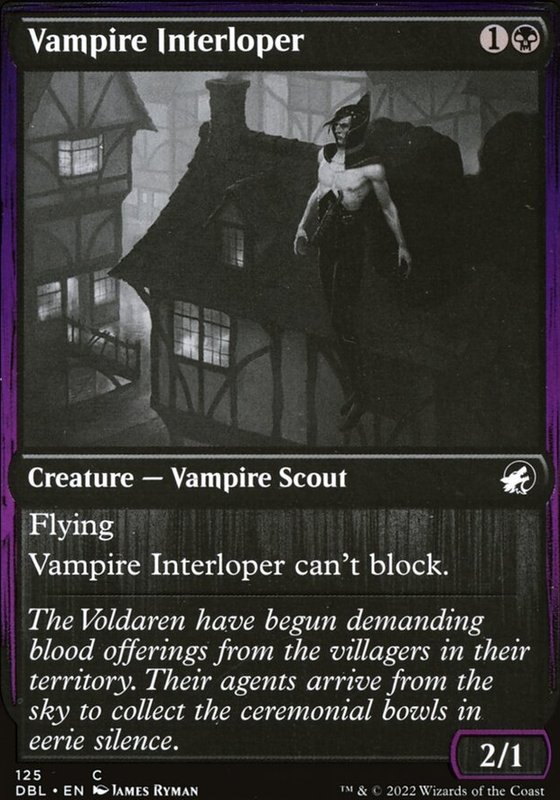 Vampire Interloper 1
Creature — Vampire Scout
Flying
Vampire Interloper can't block.
The Voldaren have begun demanding
blood offerings from the villagers in their
territory. Their agents arrive from the
sky to collect the ceremonial bowls in
eerie silence.
2/1
125 C
DBL • EN James Ryman ™ & © 2022 Wizards of the Coast